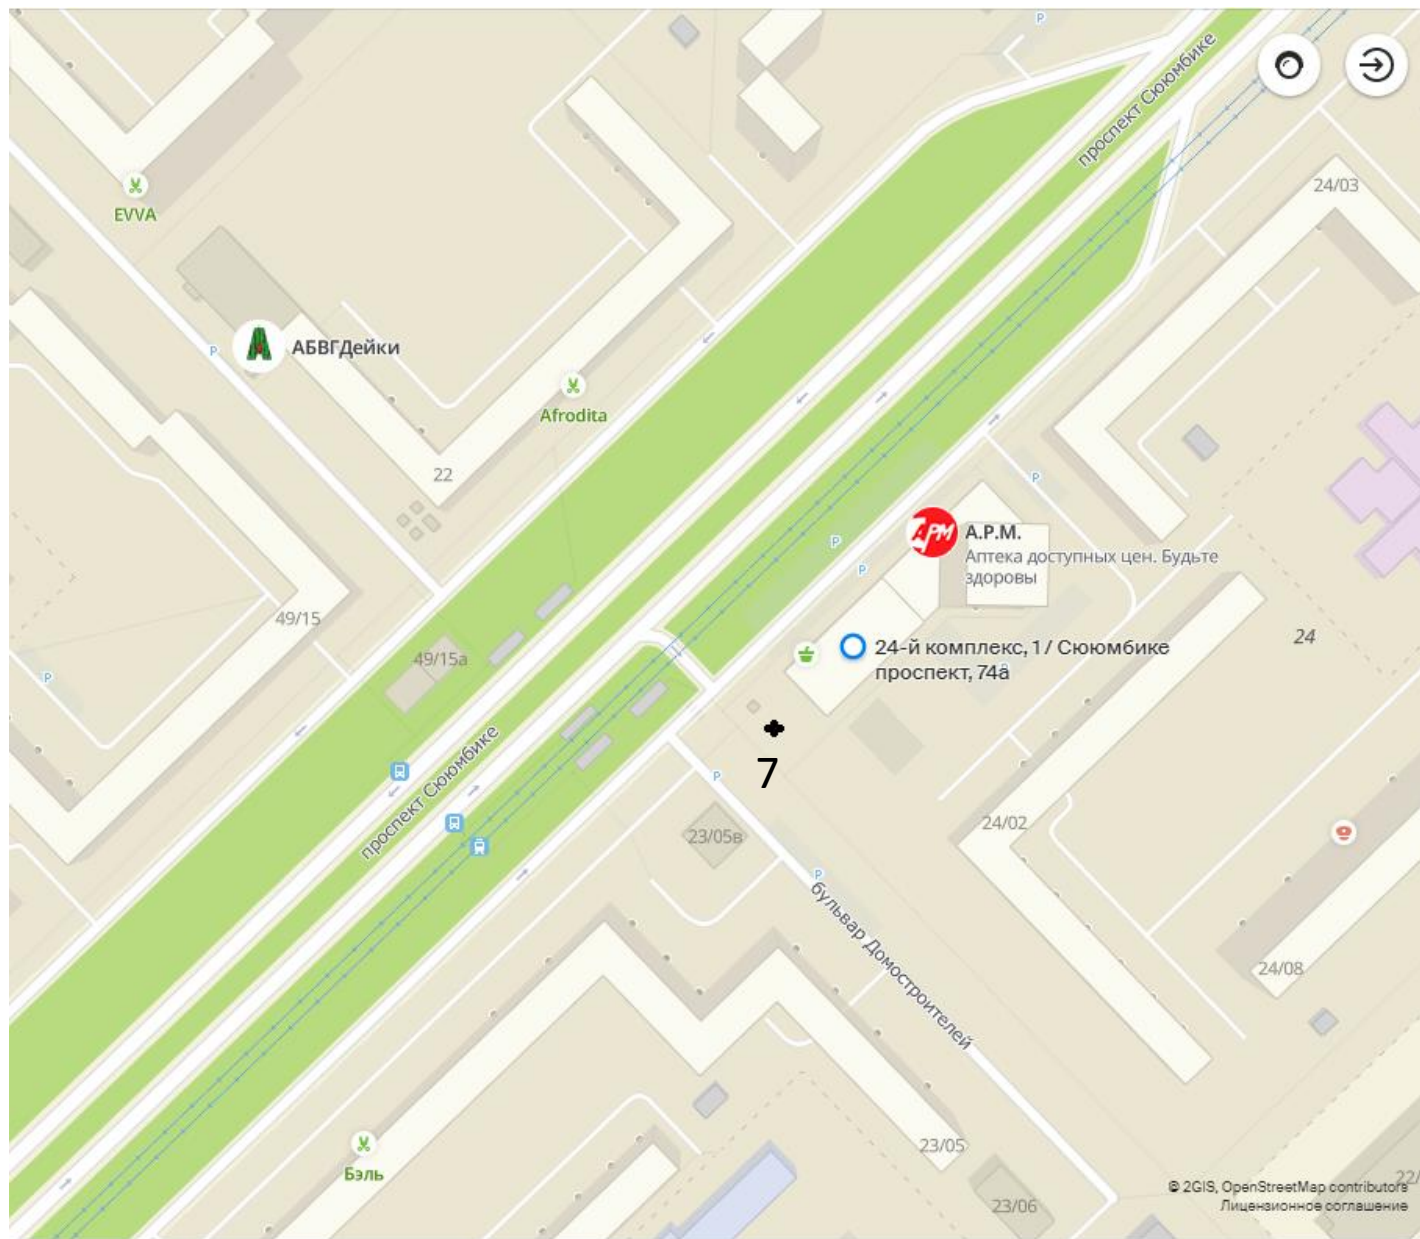 P
проспект Сююмбике
24/03
EVVA
P
АБВГДейки
Afrodita
22
P
АРМ
А.Р.М.
Аптека доступных цен. Будьте
здоровы
P
P
49/15
24
24-й комплекс, 1 / Сююмбике
проспект, 74а
49/15а
P
проспект Сююмбике
7
P
23/05в
24/02
P
бульвар Домостроителей
24/08
Бэль
23/05
23/06
22/
© 2GIS, OpenStreetMap contributors
Лицензионное соглашение